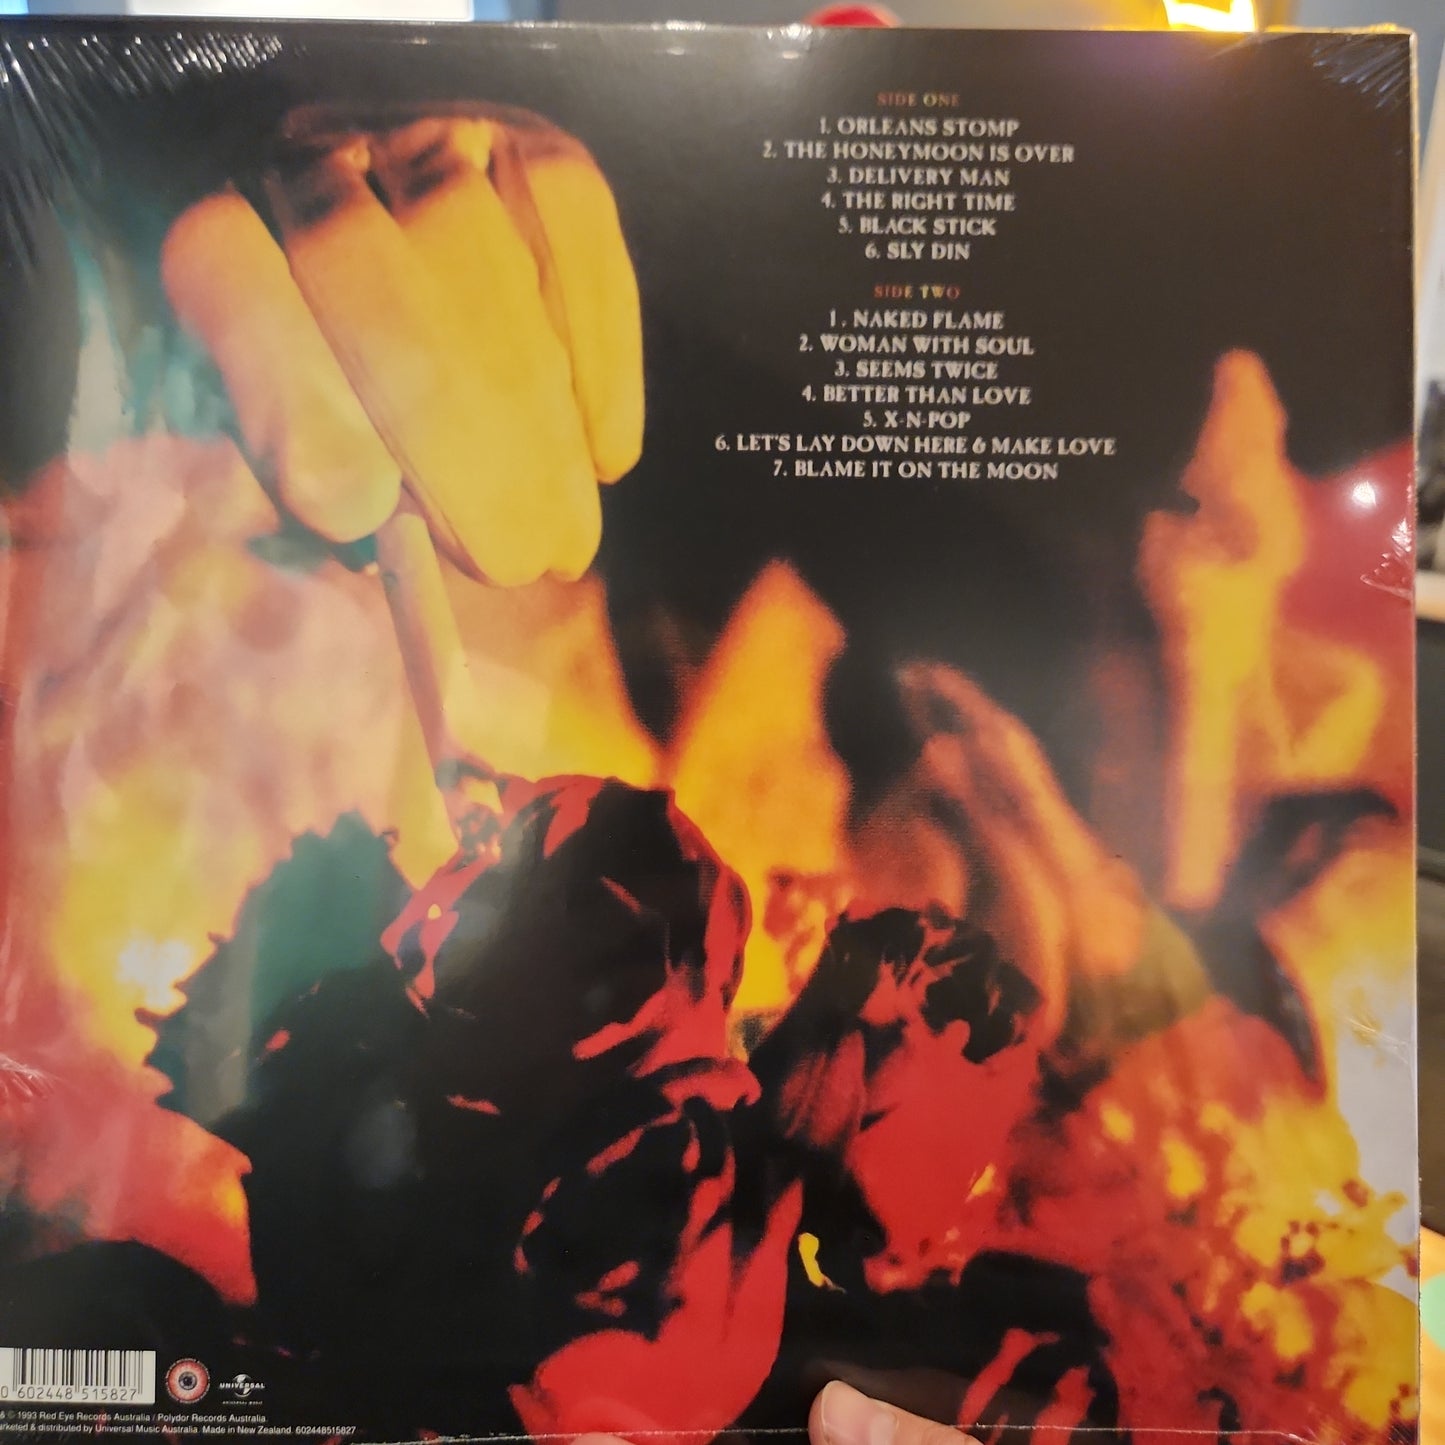 SIDE ONE
1. ORLEANS STOMP
2. THE HONEYMOON IS OVER
3. DELIVERY MAN
4. THE RIGHT TIME
5. BLACK STICK
6. SLY DIN
SIDE TWO
1. NAKED FLAME
2. WOMAN WITH SOUL
3. SEEMS TWICE
4. BETTER THAN LOVE
5. X-N-POP
6. LET'S LAY DOWN HERE & MAKE LOVE
7. BLAME IT ON THE MOON
0 602448 515827
UNIVERSAL
UNIVERSAL MUSIC
& © 1993 Red Eye Records Australia / Polydor Records Australia.
arketed & distributed by Universal Music Australia. Made in New Zealand. 602448515827